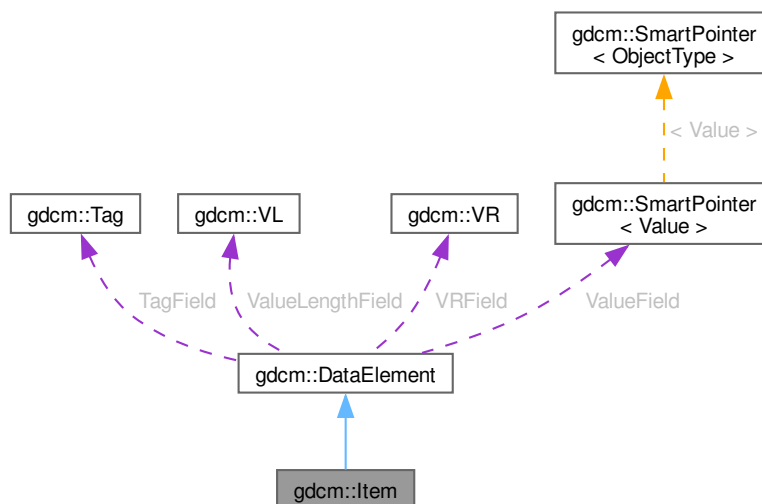 gdcm::SmartPointer
< ObjectType >
< Value >
gdcm::Tag
gdcm::VL
gdcm::VR
gdcm::SmartPointer
< Value >
TagField
ValueLengthField
VRField
ValueField
gdcm::DataElement
gdcm::Item